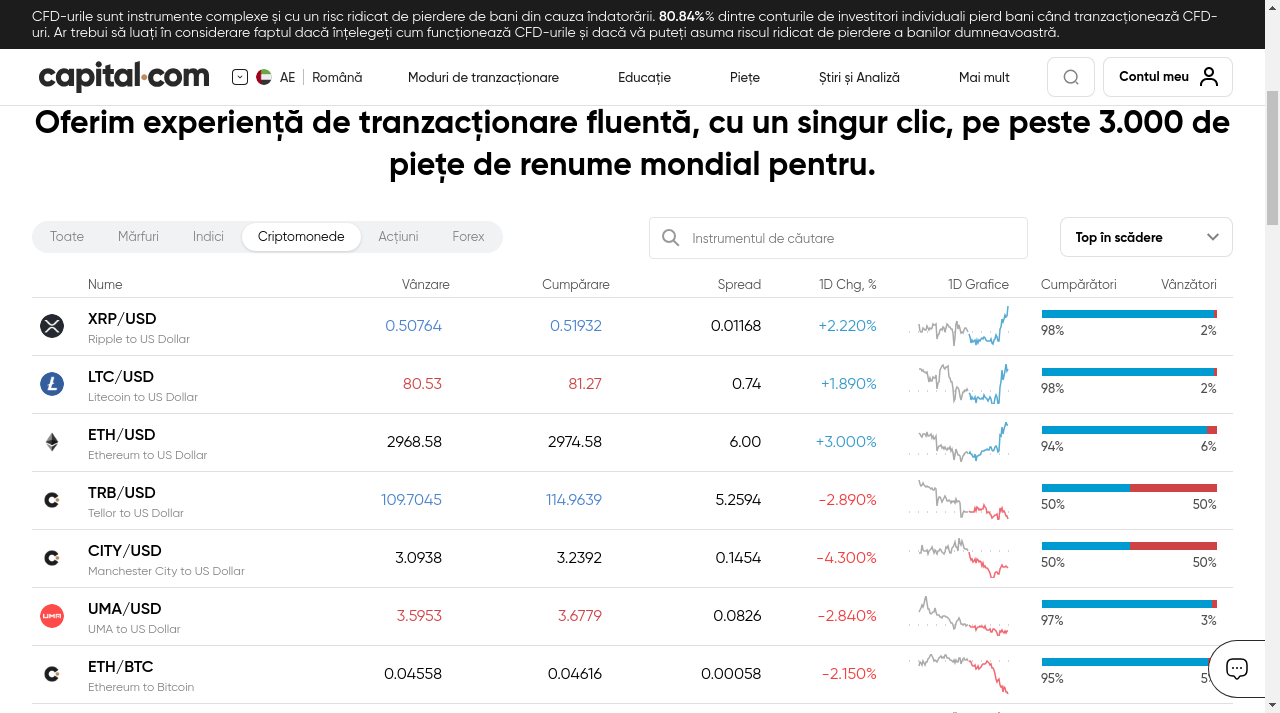 CFD-urile sunt instrumente complexe și cu un risc ridicat de pierdere de bani din cauza îndatorării. 80.84%% dintre conturile de investitori individuali pierd bani când tranzacționează CFD-
uri. Ar trebui să luați în considerare faptul dacă înțelegeți cum funcționează CFD-urile și dacă vă puteți asuma riscul ridicat de pierdere a banilor dumneavoastră.
capital.com AE Română Moduri de tranzacționare Educație Piețe Știri și Analiză Mai mult Contul meu
Oferim experiență de tranzacționare fluentă, cu un singur clic, pe peste 3.000 de
piețe de renume mondial pentru.
Toate Mărfuri Indici Criptomonede Acțiuni Forex Instrumentul de căutare Top în scădere
Nume Vânzare Cumpărare Spread 1D Chg, % 1D Grafice Cumpărători Vânzători
XRP/USD 0.50764 0.51932 0.01168 +2.220%
Ripple to US Dollar 98% 2%
LTC/USD 80.53 81.27 0.74 +1.890%
Litecoin to US Dollar 98% 2%
ETH/USD 2968.58 2974.58 6.00 +3.000%
Ethereum to US Dollar 94% 6%
TRB/USD 109.7045 114.9639 5.2594 -2.890%
Tellor to US Dollar 50% 50%
CITY/USD 3.0938 3.2392 0.1454 -4.300%
Manchester City to US Dollar 50% 50%
UMA UMA/USD 3.5953 3.6779 0.0826 -2.840%
UMA to US Dollar 97% 3%
ETH/BTC 0.04558 0.04616 0.00058 -2.150%
Ethereum to Bitcoin 95%